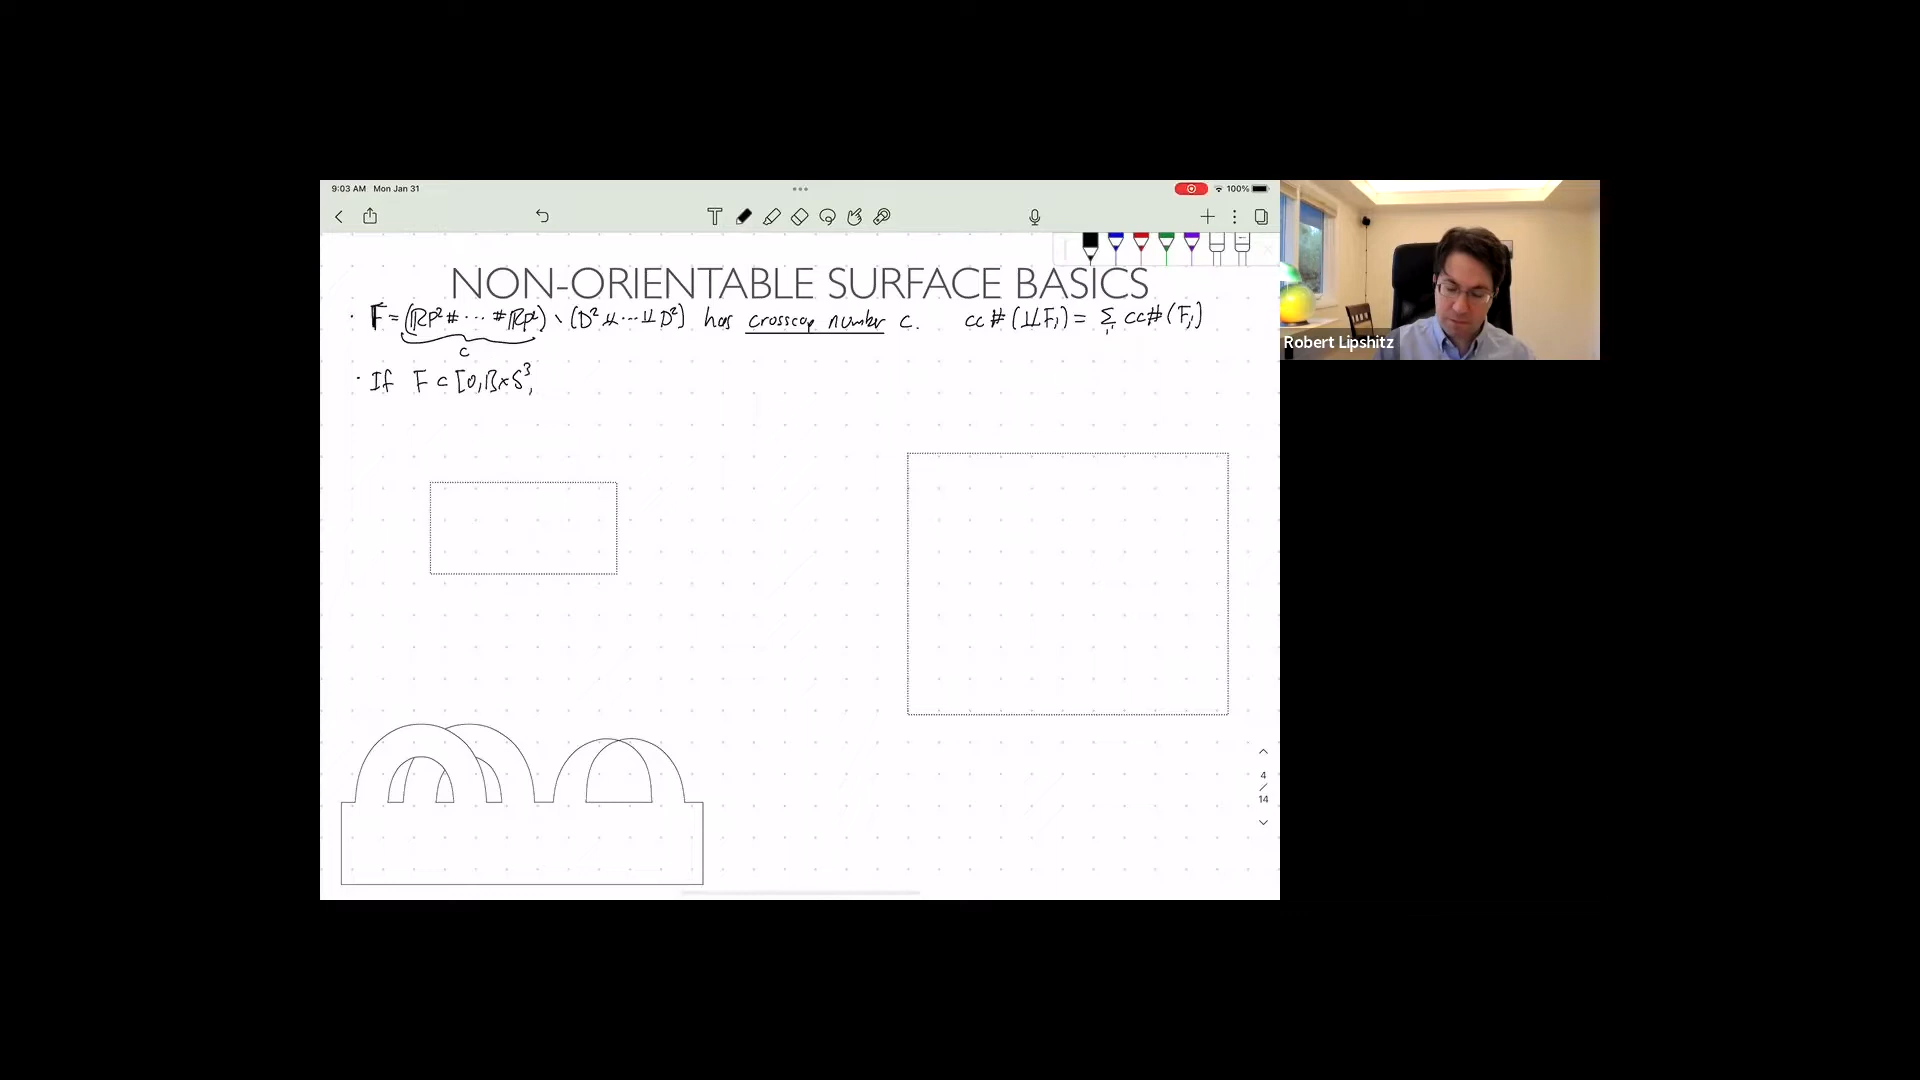 9:03 AM Mon Jan 31
100%
NON-ORIENTABLE SURFACE BASICS
· F = (ℝP² # ⋯ # ℝP²) \ (D² ⨿ ⋯ ⨿ D²) has crosscap number c. cc#(⨿Fᵢ) = Σᵢ cc#(Fᵢ)
c
· If F ⊂ [0,1]×S³,
Robert Lipshitz
4
/
14